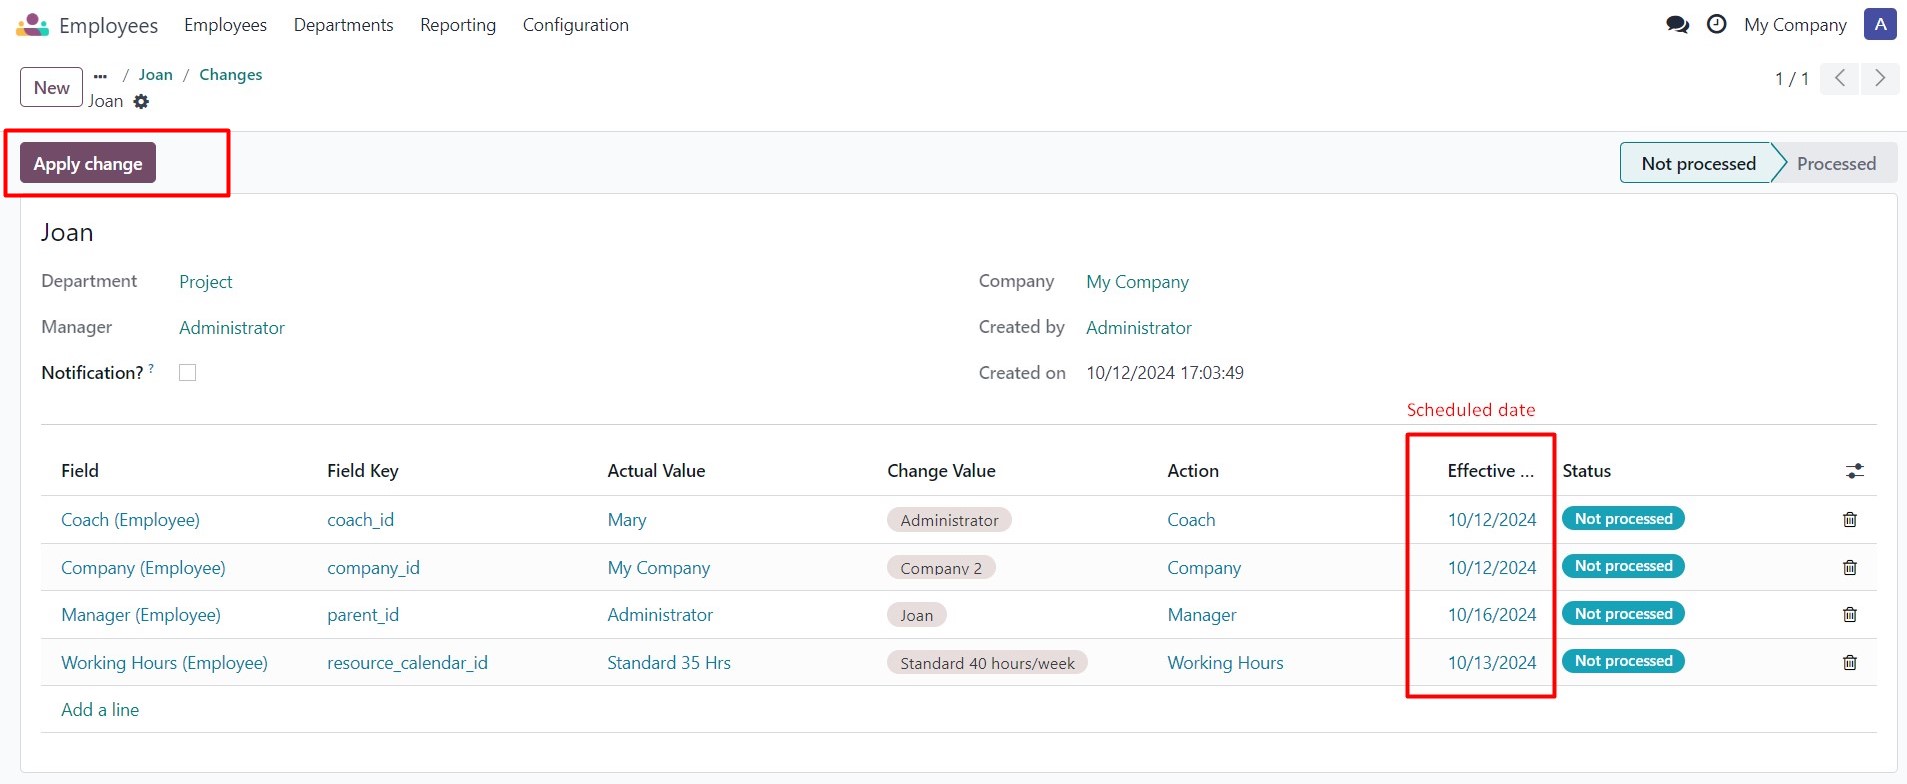 Employees Employees Departments Reporting Configuration My Company A
New ... / Joan / Changes 1 / 1
Joan
Apply change Not processed Processed
Joan
Department Project Company My Company
Manager Administrator Created by Administrator
Notification? ? Created on 10/12/2024 17:03:49
Scheduled date
Field Field Key Actual Value Change Value Action Effective ... Status
Coach (Employee) coach_id Mary Administrator Coach 10/12/2024 Not processed
Company (Employee) company_id My Company Company 2 Company 10/12/2024 Not processed
Manager (Employee) parent_id Administrator Joan Manager 10/16/2024 Not processed
Working Hours (Employee) resource_calendar_id Standard 35 Hrs Standard 40 hours/week Working Hours 10/13/2024 Not processed
Add a line